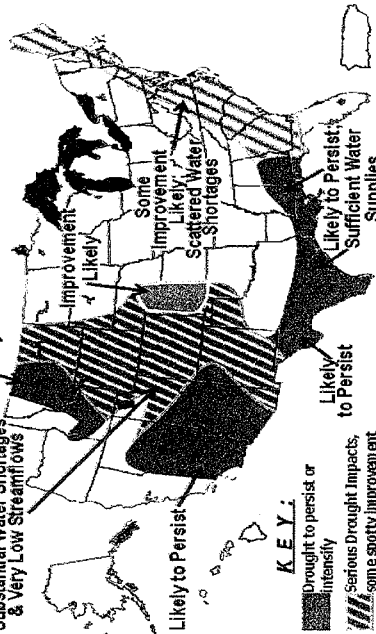 Substantial Water Shortages
& Very Low Streamflows
Improvement
Likely
Some
Improvement
Likely;
Scattered Water
Shortages
Likely to Persist
Likely
to Persist
Likely to Persist;
Sufficient Water
Supplies
KEY:
Drought to persist or
intensify
Serious Drought Impacts,
some spotty improvement